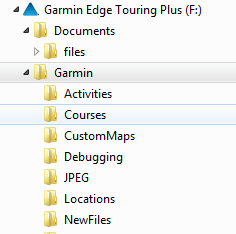 Garmin Edge Touring Plus (F:)
Documents
files
Garmin
Activities
Courses
CustomMaps
Debugging
JPEG
Locations
NewFiles